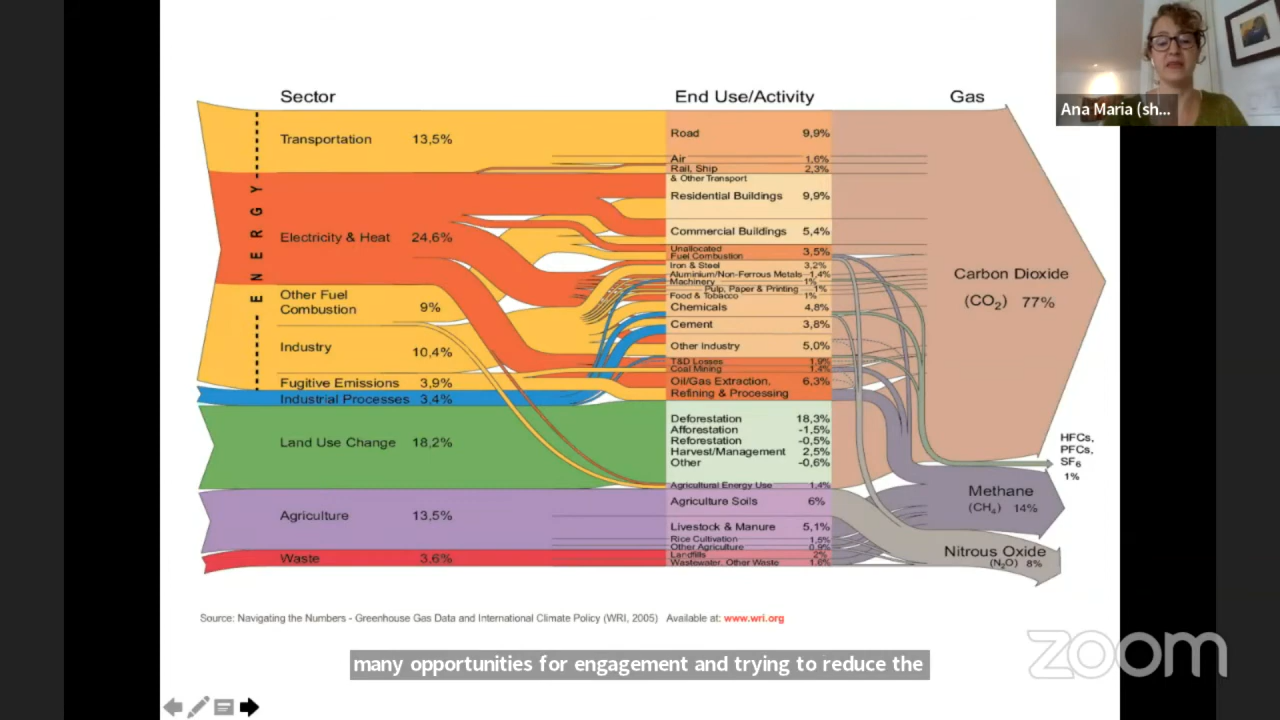 Sector
End Use/Activity
Gas
Ana Maria (sh...
ENERGY
Transportation 13,5%
Electricity & Heat 24,6%
Other Fuel
Combustion 9%
Industry 10,4%
Fugitive Emissions 3,9%
Industrial Processes 3,4%
Land Use Change 18,2%
Agriculture 13,5%
Waste 3,6%
Road 9,9%
Air 1,6%
Rail, Ship 2,3%
& Other Transport
Residential Buildings 9,9%
Commercial Buildings 5,4%
Unallocated
Fuel Combustion 3,5%
Iron & Steel 3,2%
Aluminium/Non-Ferrous Metals 1,4%
Machinery 1%
Pulp, Paper & Printing 1%
Food & Tobacco 1%
Chemicals 4,8%
Cement 3,8%
Other Industry 5,0%
T&D Losses 1,9%
Coal Mining 1,4%
Oil/Gas Extraction, 6,3%
Refining & Processing
Deforestation 18,3%
Afforestation -1,5%
Reforestation -0,5%
Harvest/Management 2,5%
Other -0,6%
Agricultural Energy Use 1,4%
Agriculture Soils 6%
Livestock & Manure 5,1%
Rice Cultivation 1,5%
Other Agriculture 0,9%
Landfills 2%
Wastewater, Other Waste 1,6%
Carbon Dioxide
(CO₂) 77%
HFCs,
PFCs,
SF₆
1%
Methane
(CH₄) 14%
Nitrous Oxide
(N₂O) 8%
Source: Navigating the Numbers - Greenhouse Gas Data and International Climate Policy (WRI, 2005) Available at: www.wri.org
many opportunities for engagement and trying to reduce the
zoom